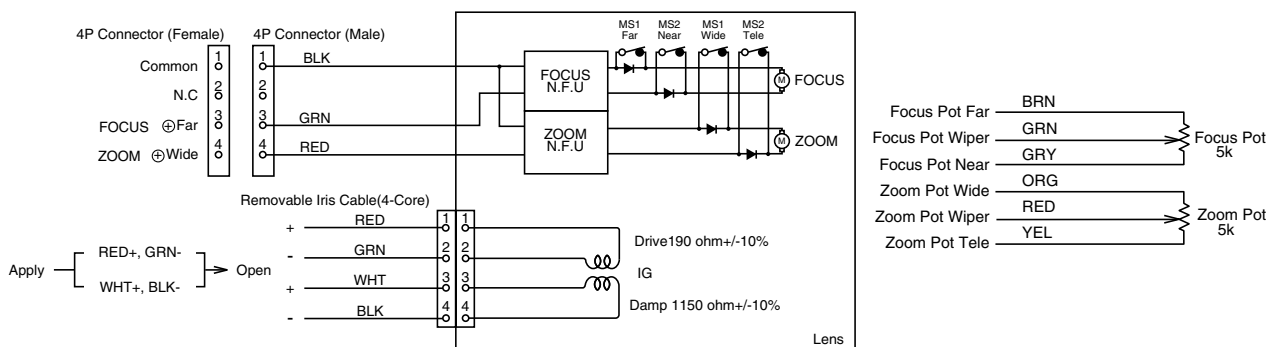 MS1 Far
MS2 Near
MS1 Wide
MS2 Tele
4P Connector (Female)
4P Connector (Male)
Common
N.C
FOCUS ⊕Far
ZOOM ⊕Wide
1
2
3
4
1
2
3
4
BLK
GRN
RED
FOCUS
N.F.U
ZOOM
N.F.U
M
FOCUS
M
ZOOM
Removable Iris Cable(4-Core)
+ RED 1 1
- GRN 2 2
+ WHT 3 3
- BLK 4 4
Drive190 ohm+/-10%
IG
Damp 1150 ohm+/-10%
Lens
Apply
RED+, GRN-
WHT+, BLK-
Open
Focus Pot Far BRN
Focus Pot Wiper GRN
Focus Pot Near GRY
Focus Pot
5k
Zoom Pot Wide ORG
Zoom Pot Wiper RED
Zoom Pot Tele YEL
Zoom Pot
5k